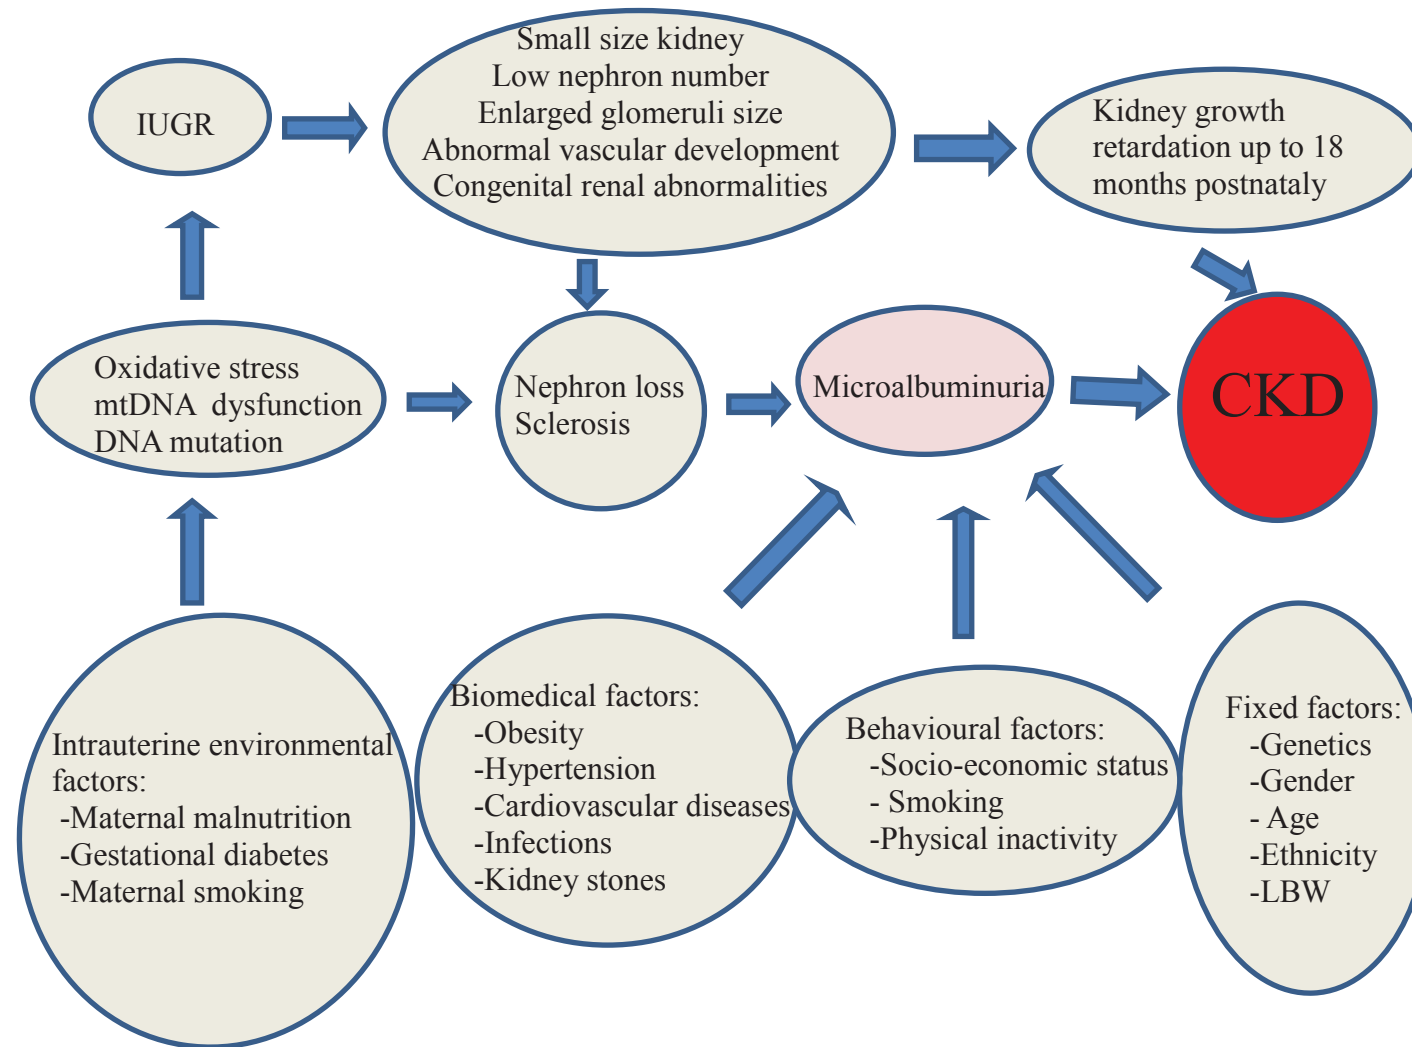 Small size kidney
Low nephron number
Enlarged glomeruli size
Abnormal vascular development
Congenital renal abnormalities
IUGR
Kidney growth
retardation up to 18
months postnataly
Oxidative stress
mtDNA dysfunction
DNA mutation
Nephron loss
Sclerosis
Microalbuminuria
CKD
Intrauterine environmental
factors:
-Maternal malnutrition
-Gestational diabetes
-Maternal smoking
Biomedical factors:
-Obesity
-Hypertension
-Cardiovascular diseases
-Infections
-Kidney stones
Behavioural factors:
-Socio-economic status
- Smoking
-Physical inactivity
Fixed factors:
-Genetics
-Gender
- Age
-Ethnicity
-LBW